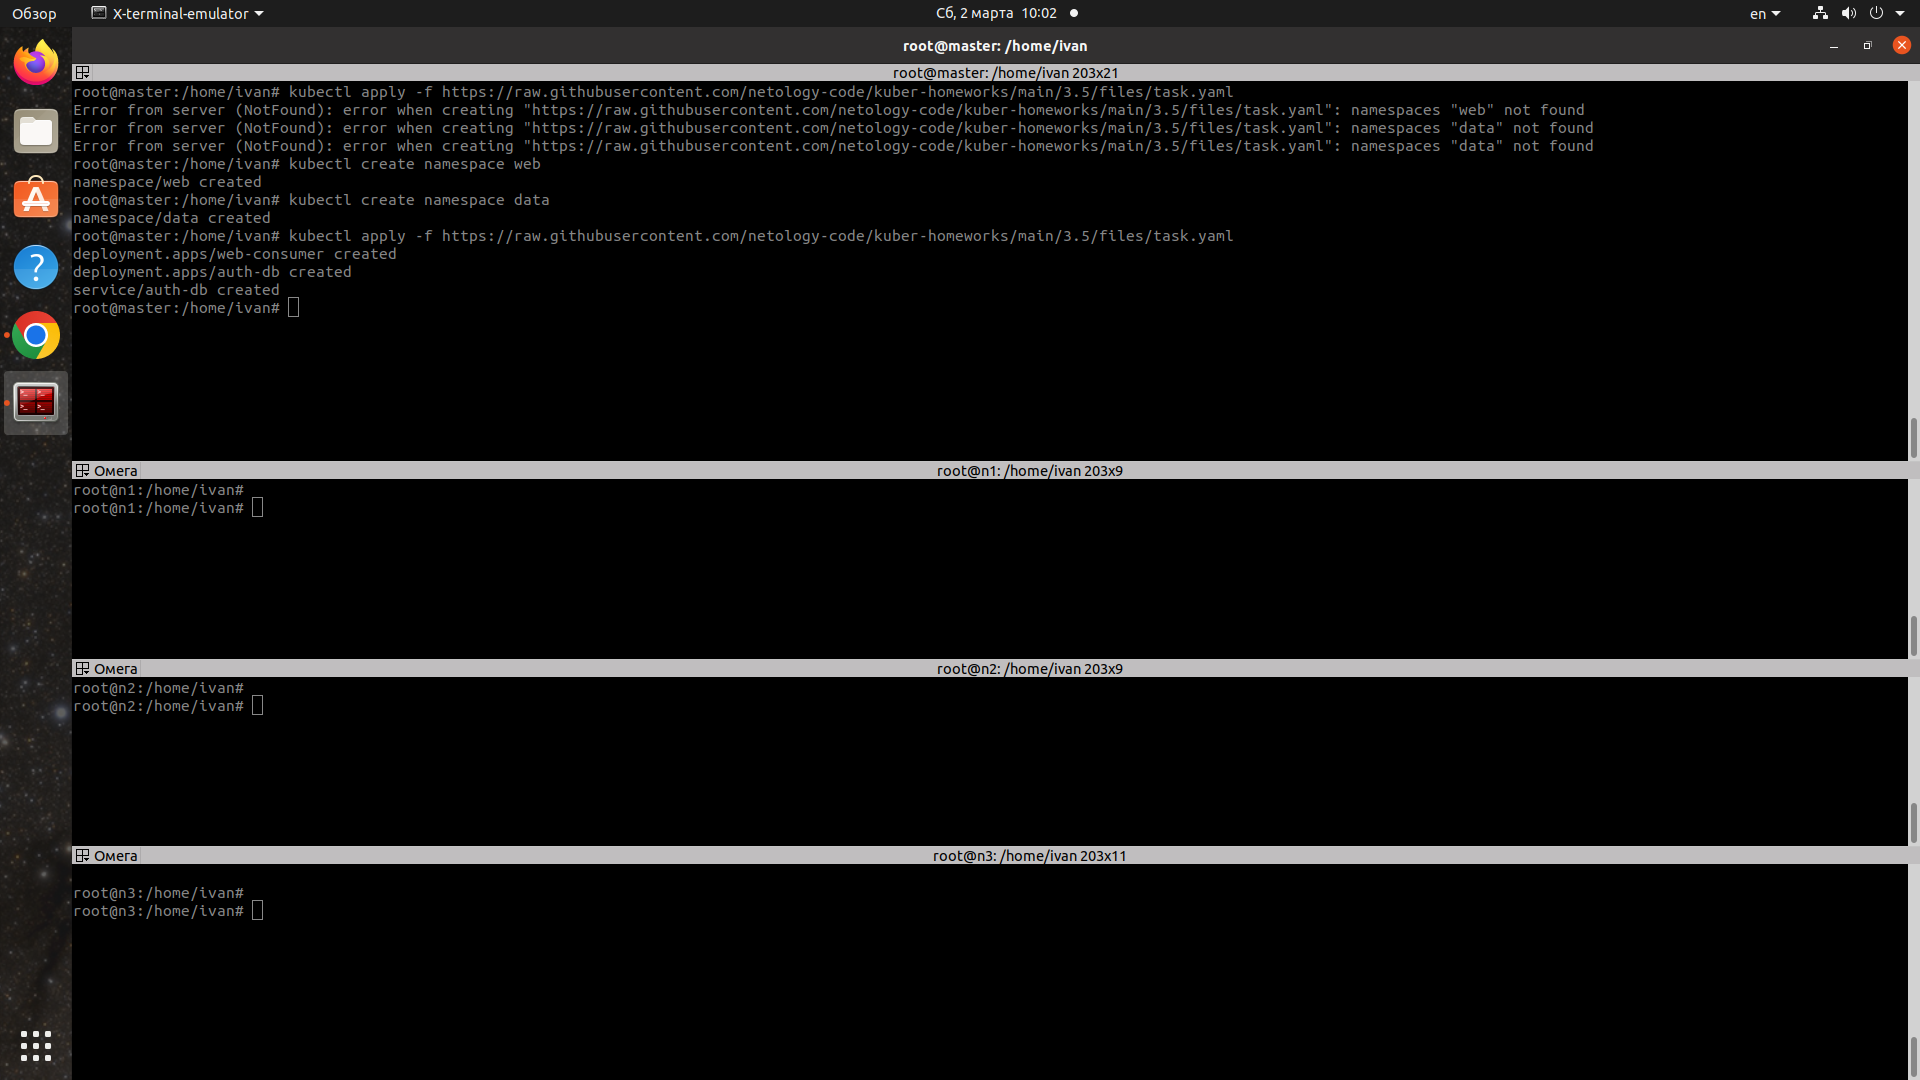 Обзор X-terminal-emulator Сб, 2 марта 10:02 en
root@master: /home/ivan
root@master: /home/ivan 203x21
root@master:/home/ivan# kubectl apply -f https://raw.githubusercontent.com/netology-code/kuber-homeworks/main/3.5/files/task.yaml
Error from server (NotFound): error when creating "https://raw.githubusercontent.com/netology-code/kuber-homeworks/main/3.5/files/task.yaml": namespaces "web" not found
Error from server (NotFound): error when creating "https://raw.githubusercontent.com/netology-code/kuber-homeworks/main/3.5/files/task.yaml": namespaces "data" not found
Error from server (NotFound): error when creating "https://raw.githubusercontent.com/netology-code/kuber-homeworks/main/3.5/files/task.yaml": namespaces "data" not found
root@master:/home/ivan# kubectl create namespace web
namespace/web created
root@master:/home/ivan# kubectl create namespace data
namespace/data created
root@master:/home/ivan# kubectl apply -f https://raw.githubusercontent.com/netology-code/kuber-homeworks/main/3.5/files/task.yaml
deployment.apps/web-consumer created
deployment.apps/auth-db created
service/auth-db created
root@master:/home/ivan#
Омега root@n1: /home/ivan 203x9
root@n1:/home/ivan#
root@n1:/home/ivan#
Омега root@n2: /home/ivan 203x9
root@n2:/home/ivan#
root@n2:/home/ivan#
Омега root@n3: /home/ivan 203x11
root@n3:/home/ivan#
root@n3:/home/ivan#